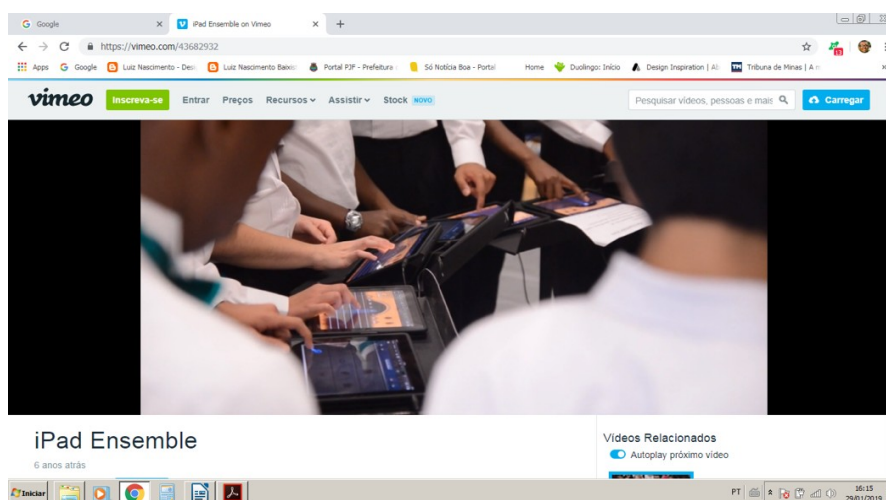 Google
iPad Ensemble on Vimeo
https://vimeo.com/43682932
Apps Google Luiz Nascimento - Des Luiz Nascimento Baixo Portal PJF - Prefeitura Só Notícia Boa - Portal Home Duolingo: Início Design Inspiration | Tribuna de Minas | A
vimeo Inscreva-se Entrar Preços Recursos Assistir Stock NOVO Pesquisar vídeos, pessoas e mais Carregar
iPad Ensemble
6 anos atrás
Vídeos Relacionados
Autoplay próximo vídeo
Iniciar PT 16:15
29/01/2019